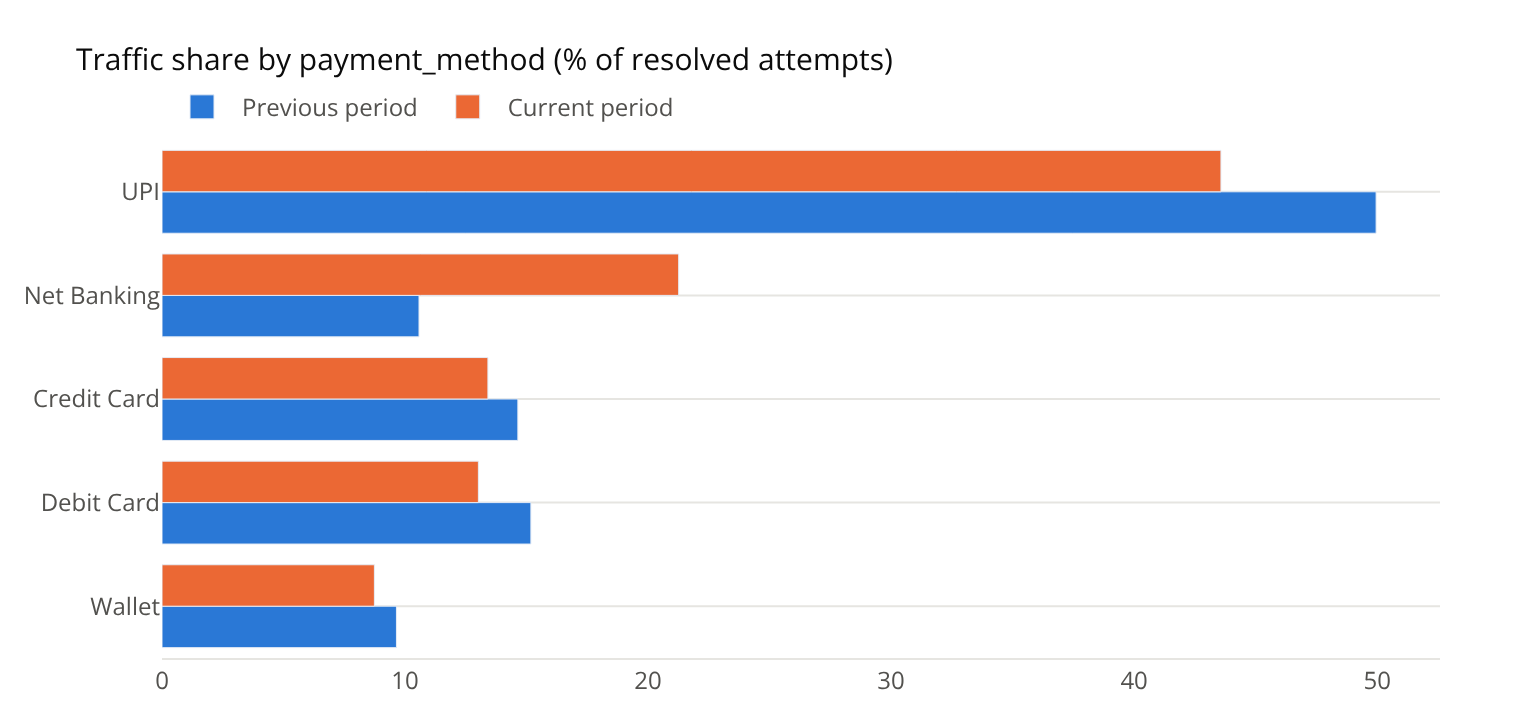 Traffic share by payment_method (% of resolved attempts)
Previous period Current period
UPI
Net Banking
Credit Card
Debit Card
Wallet
0 10 20 30 40 50